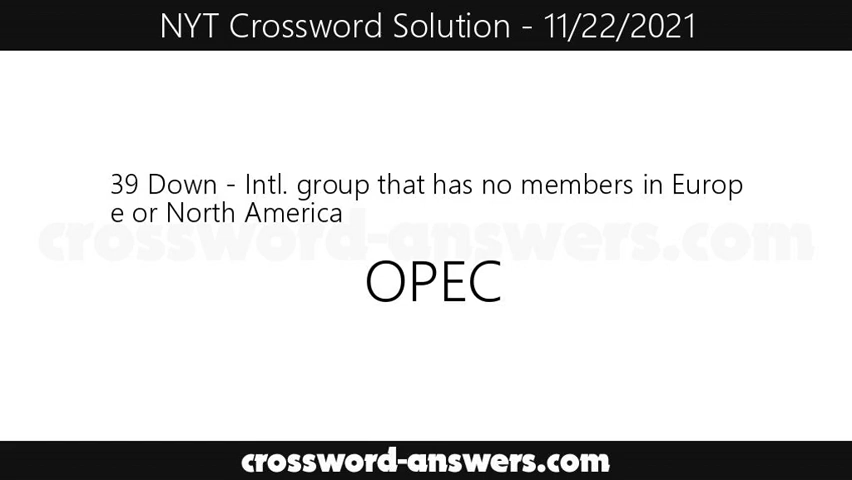 NYT Crossword Solution - 11/22/2021
39 Down - Intl. group that has no members in Europ
e or North America
crossword-answers.com
OPEC
crossword-answers.com